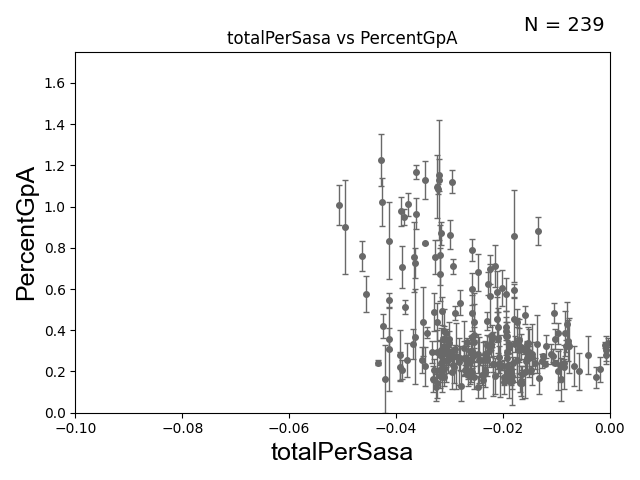 N = 239
totalPerSasa vs PercentGpA
PercentGpA
1.6
1.4
1.2
1.0
0.8
0.6
0.4
0.2
0.0
−0.10 −0.08 −0.06 −0.04 −0.02 0.00
totalPerSasa